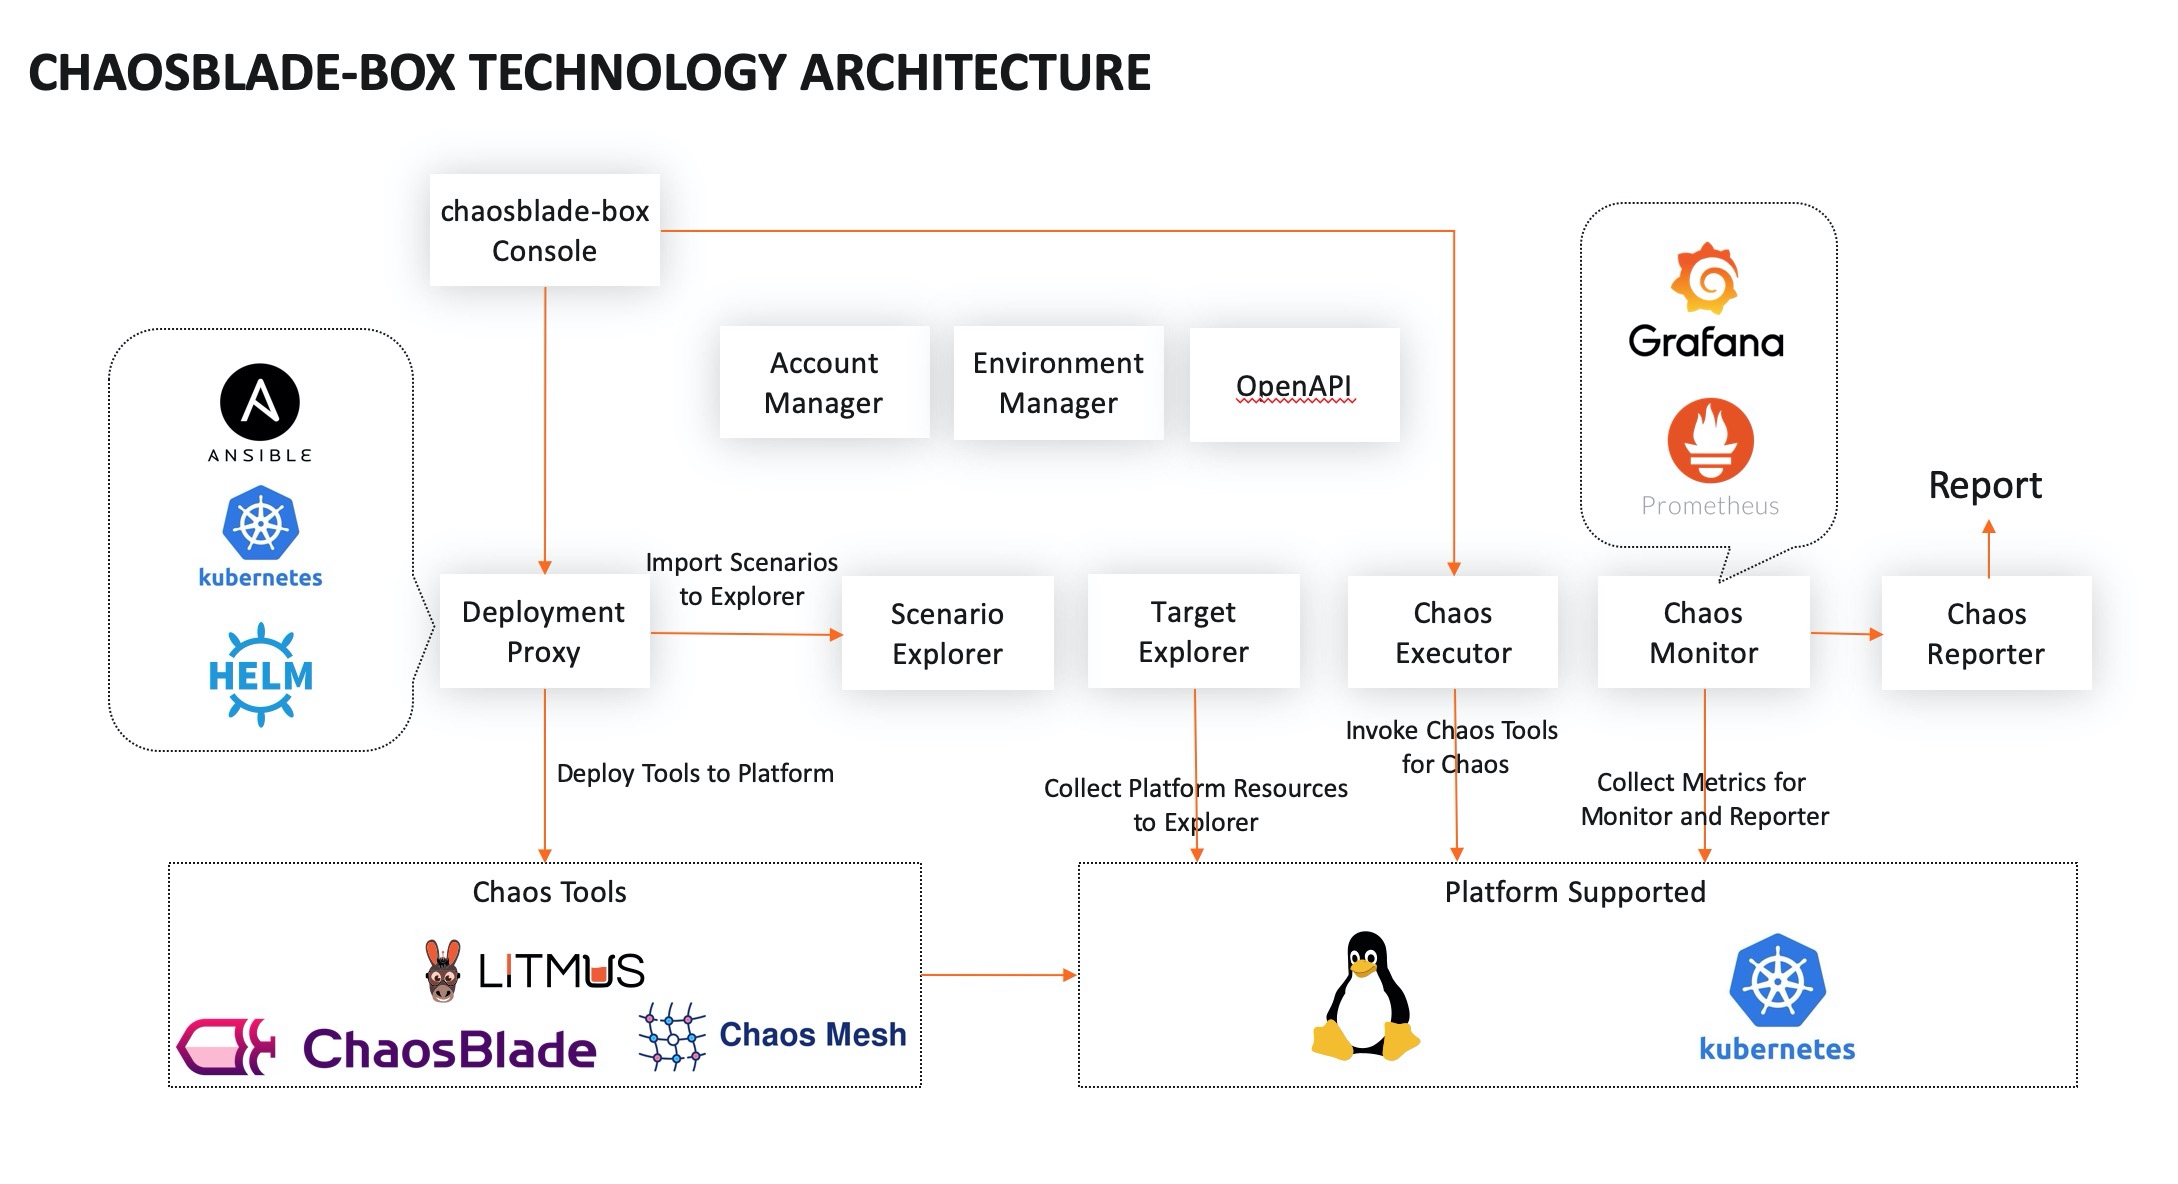 CHAOSBLADE-BOX TECHNOLOGY ARCHITECTURE
chaosblade-box
Console
Account
Manager
Environment
Manager
OpenAPI
ANSIBLE
kubernetes
HELM
Grafana
Prometheus
Report
Import Scenarios
to Explorer
Deployment
Proxy
Scenario
Explorer
Target
Explorer
Chaos
Executor
Chaos
Monitor
Chaos
Reporter
Deploy Tools to Platform
Collect Platform Resources
to Explorer
Invoke Chaos Tools
for Chaos
Collect Metrics for
Monitor and Reporter
Chaos Tools
LITMUS
ChaosBlade
Chaos Mesh
Platform Supported
kubernetes